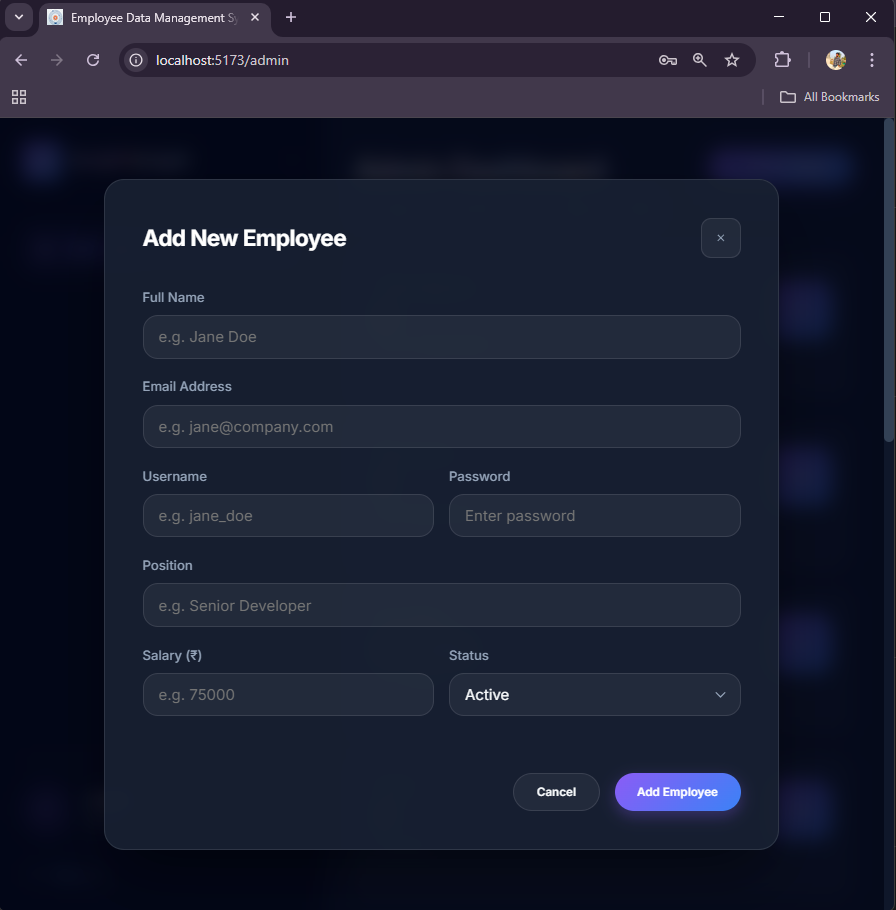 Employee Data Management Sy
localhost:5173/admin
All Bookmarks
Add New Employee
×
Full Name
e.g. Jane Doe
Email Address
e.g. jane@company.com
Username Password
e.g. jane_doe Enter password
Position
e.g. Senior Developer
Salary (₹) Status
e.g. 75000 Active
Cancel Add Employee